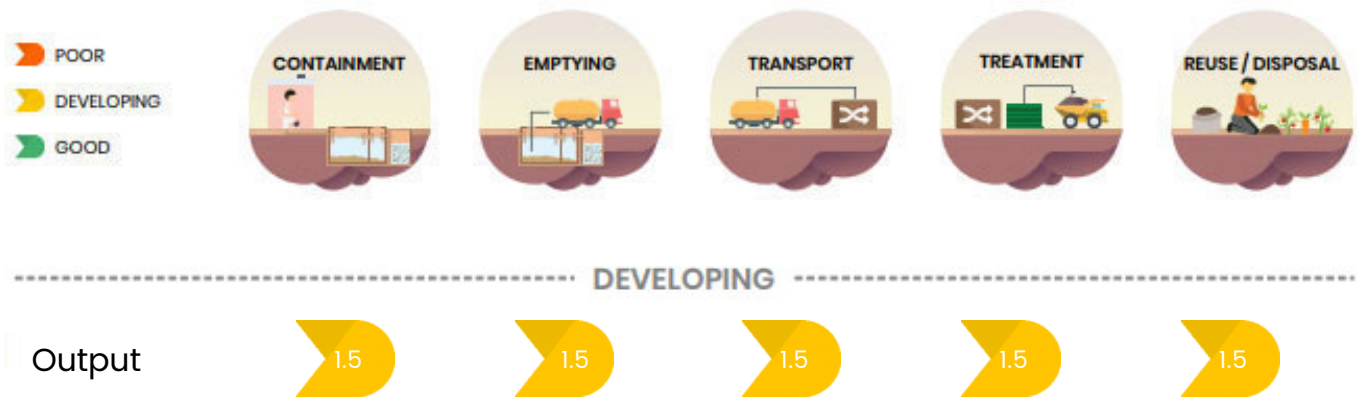 POOR
DEVELOPING
GOOD
CONTAINMENT
EMPTYING
TRANSPORT
TREATMENT
REUSE / DISPOSAL
DEVELOPING
Output 1.5 1.5 1.5 1.5 1.5